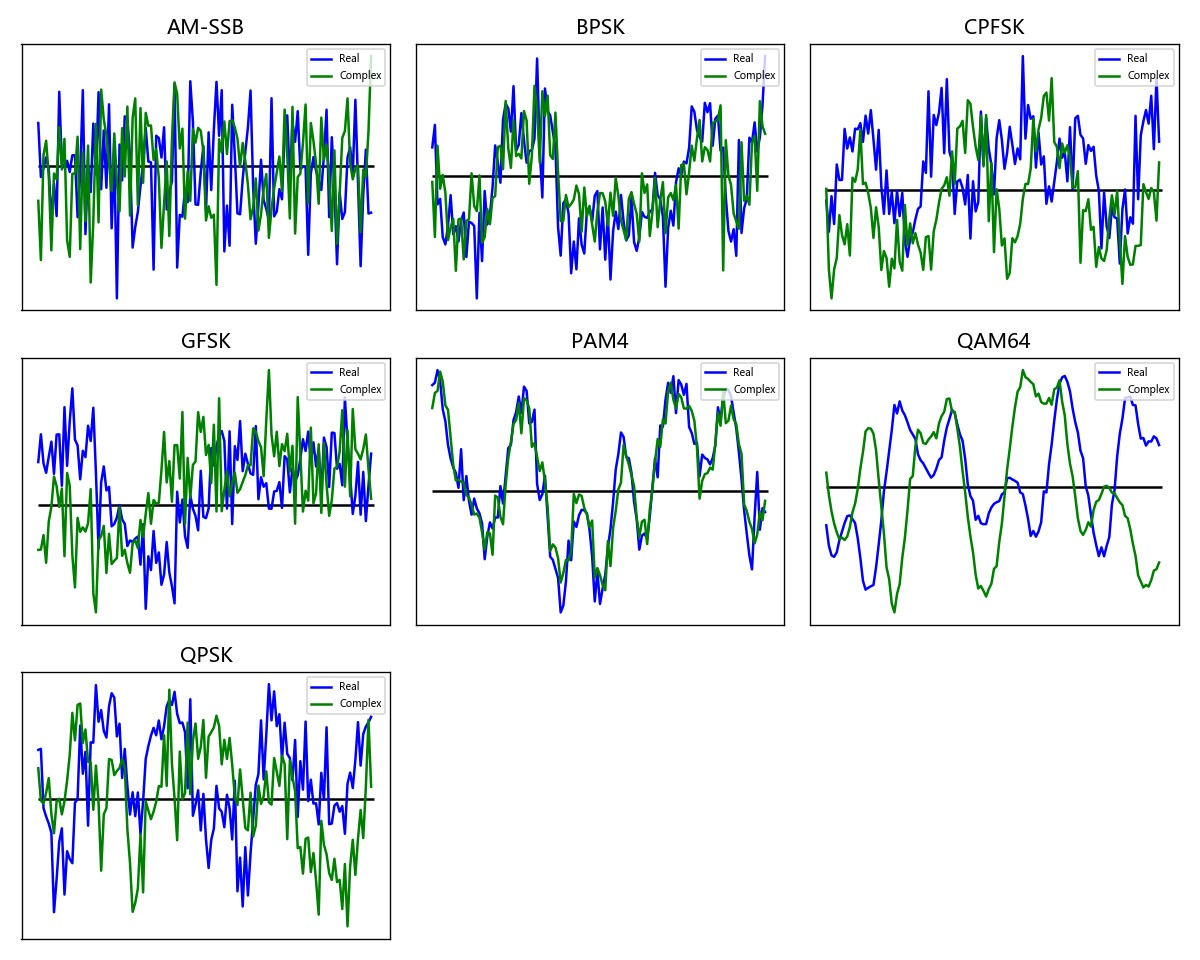 AM-SSB
Real
Complex
BPSK
Real
Complex
CPFSK
Real
Complex
GFSK
Real
Complex
PAM4
Real
Complex
QAM64
Real
Complex
QPSK
Real
Complex